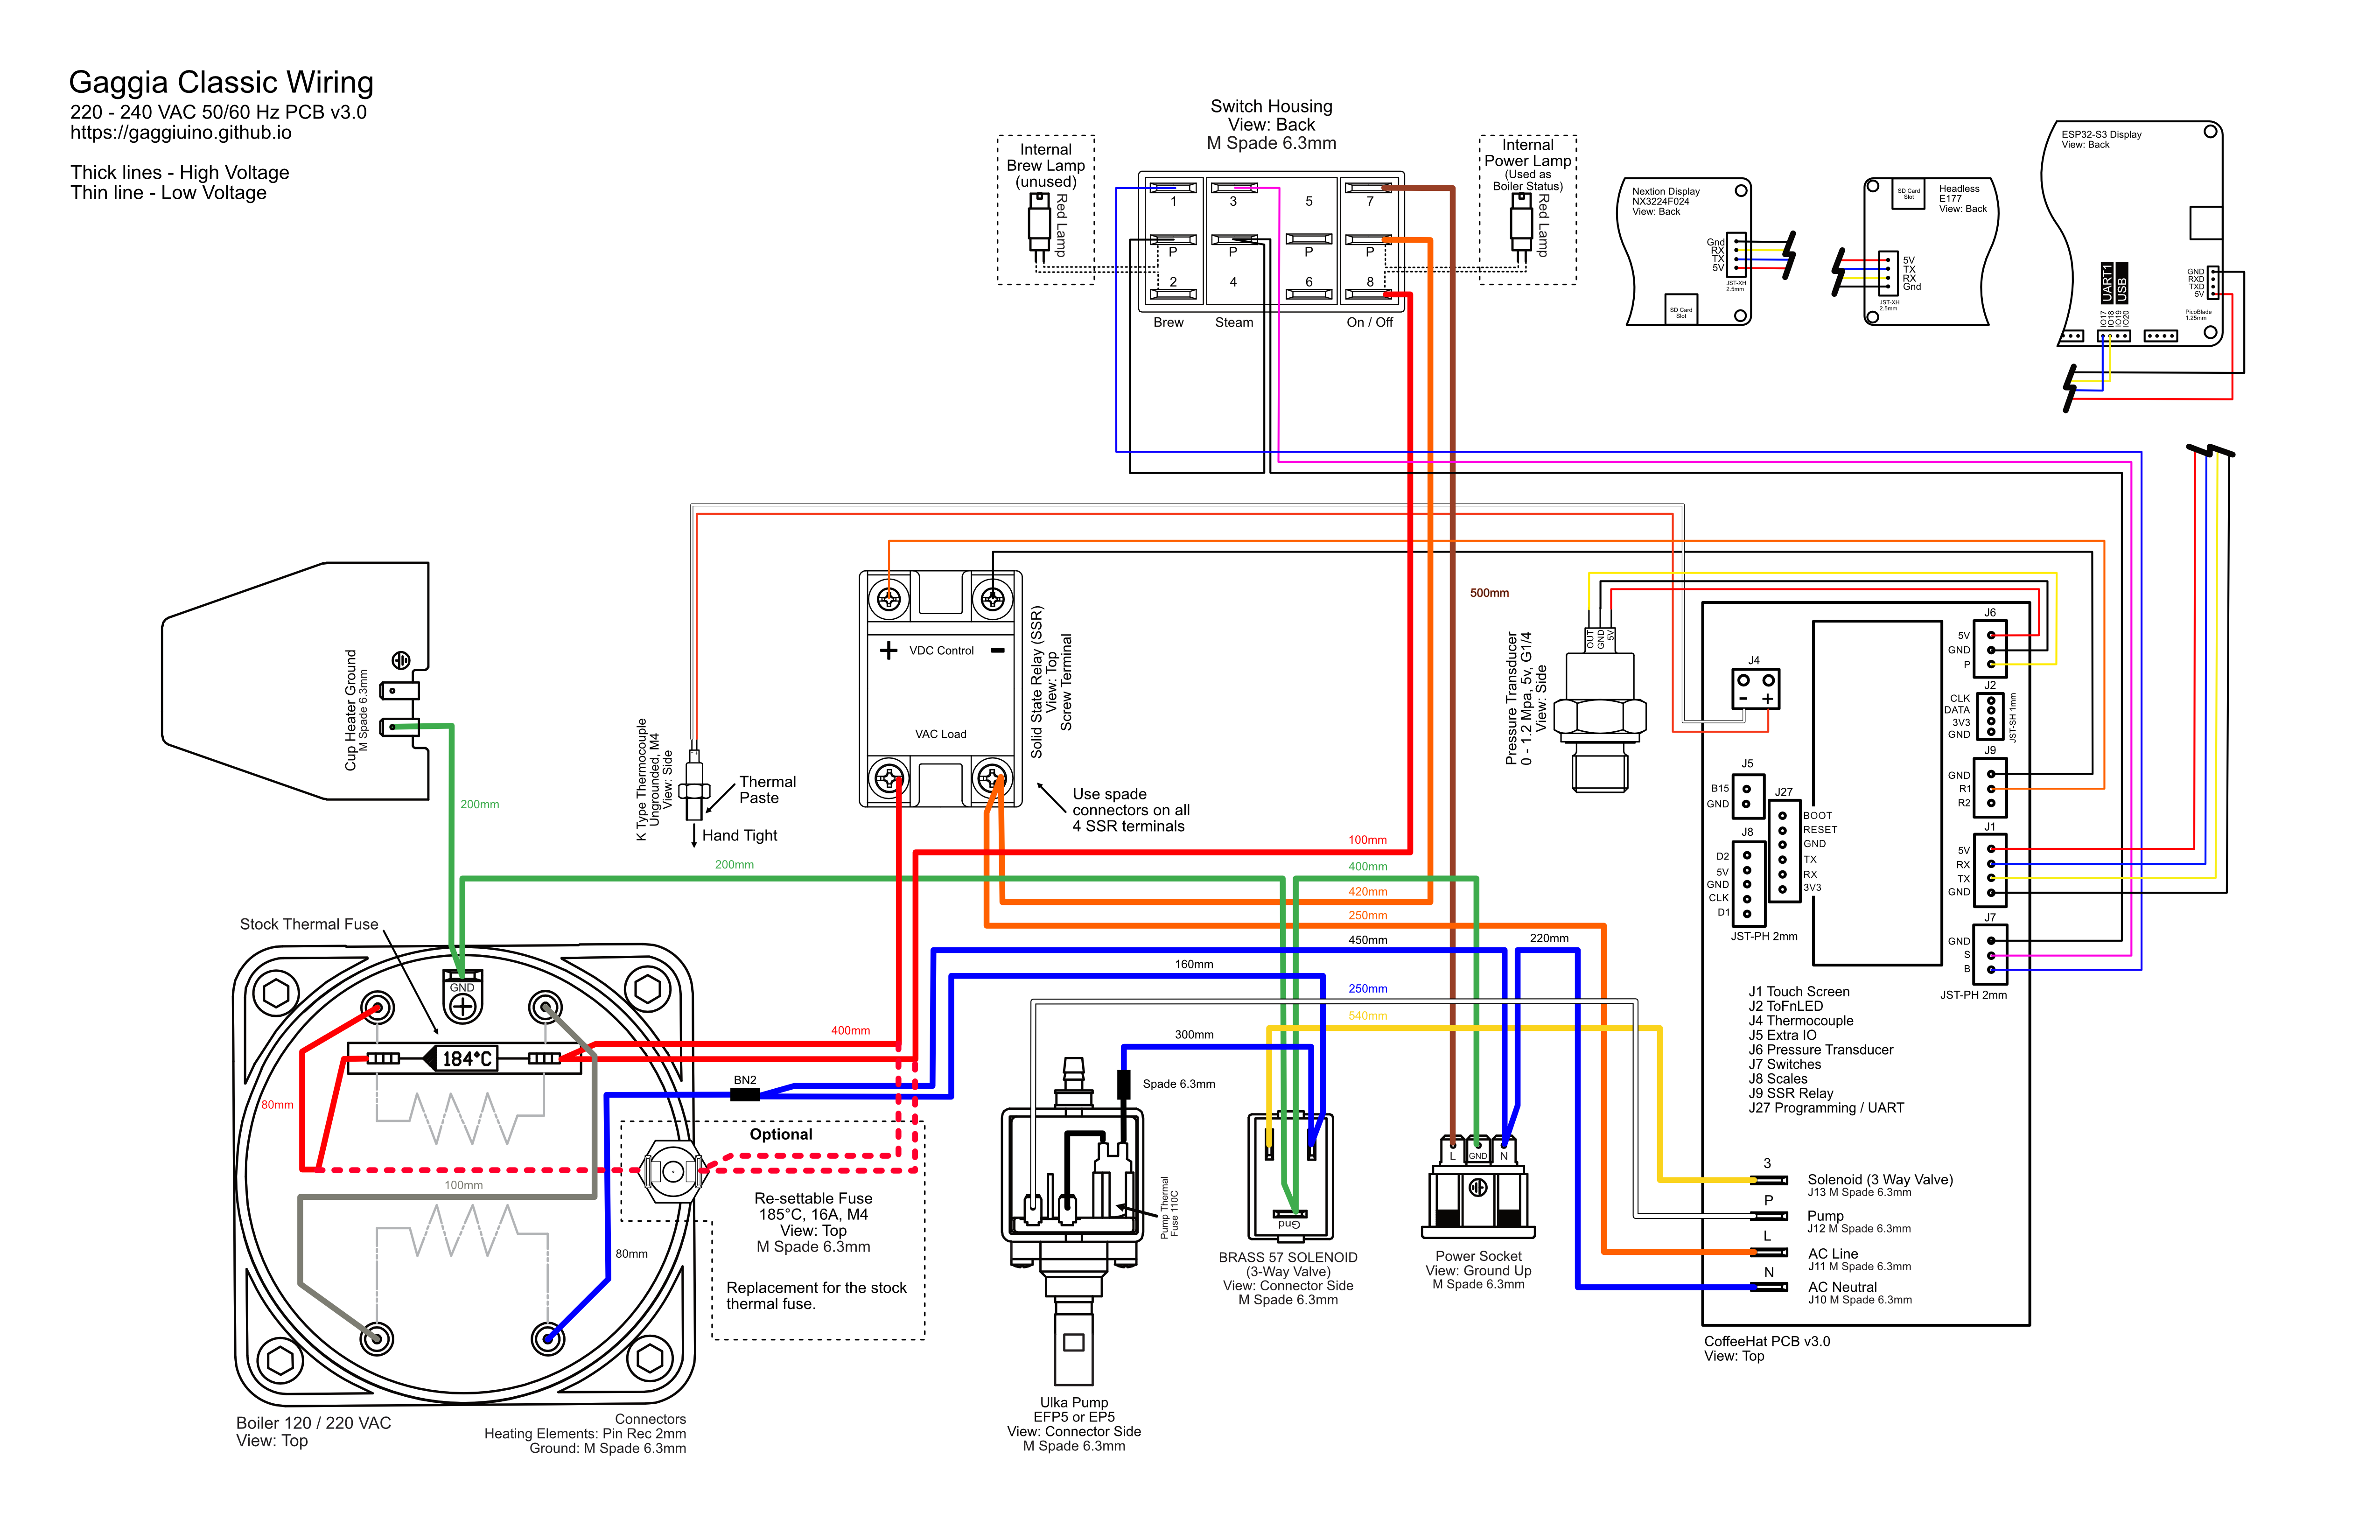 Gaggia Classic Wiring
220 - 240 VAC 50/60 Hz PCB v3.0
https://gaggiuino.github.io
Thick lines - High Voltage
Thin line - Low Voltage
Switch Housing
View: Back
M Spade 6.3mm
Internal
Brew Lamp
(unused)
Red Lamp
Internal
Power Lamp
(Used as
Boiler Status)
Red Lamp
1
3
5
7
P
P
P
P
2
4
6
8
Brew
Steam
On / Off
Nextion Display
NX3224F024
View: Back
Gnd
RX
TX
5V
JST-XH
2.5mm
SD Card
Slot
SD Card
Slot
Headless
E177
View: Back
5V
TX
RX
Gnd
JST-XH
2.5mm
ESP32-S3 Display
View: Back
UART1
USB
IO17
IO18
IO19
IO20
GND
RXD
TXD
5V
PicoBlade
1.25mm
Cup Heater Ground
M Spade 6.3mm
200mm
K Type Thermocouple
Ungrounded, M4
View: Side
Thermal
Paste
Hand Tight
+
VDC Control
-
VAC Load
Solid State Relay (SSR)
View: Top
Screw Terminal
Use spade
connectors on all
4 SSR terminals
500mm
Pressure Transducer
0 - 1.2 Mpa, 5v, G1/4
View: Side
OUT
GND
5V
J4
-
+
J6
5V
GND
P
J2
CLK
DATA
3V3
GND
JST-SH 1mm
J9
GND
R1
R2
J1
5V
RX
TX
GND
J7
GND
S
B
JST-PH 2mm
J5
B15
GND
J27
BOOT
RESET
GND
TX
RX
3V3
J8
D2
5V
GND
CLK
D1
JST-PH 2mm
J1 Touch Screen
J2 ToFnLED
J4 Thermocouple
J5 Extra IO
J6 Pressure Transducer
J7 Switches
J8 Scales
J9 SSR Relay
J27 Programming / UART
3
Solenoid (3 Way Valve)
J13 M Spade 6.3mm
P
Pump
J12 M Spade 6.3mm
L
AC Line
J11 M Spade 6.3mm
N
AC Neutral
J10 M Spade 6.3mm
CoffeeHat PCB v3.0
View: Top
200mm
100mm
400mm
420mm
250mm
450mm
220mm
160mm
250mm
540mm
300mm
400mm
Stock Thermal Fuse
GND
184°C
80mm
100mm
80mm
BN2
Optional
Re-settable Fuse
185°C, 16A, M4
View: Top
M Spade 6.3mm
Replacement for the stock
thermal fuse.
Boiler 120 / 220 VAC
View: Top
Connectors
Heating Elements: Pin Rec 2mm
Ground: M Spade 6.3mm
Spade 6.3mm
Pump Thermal
Fuse 110C
Ulka Pump
EFP5 or EP5
View: Connector Side
M Spade 6.3mm
Gnd
BRASS 57 SOLENOID
(3-Way Valve)
View: Connector Side
M Spade 6.3mm
L
GND
N
Power Socket
View: Ground Up
M Spade 6.3mm